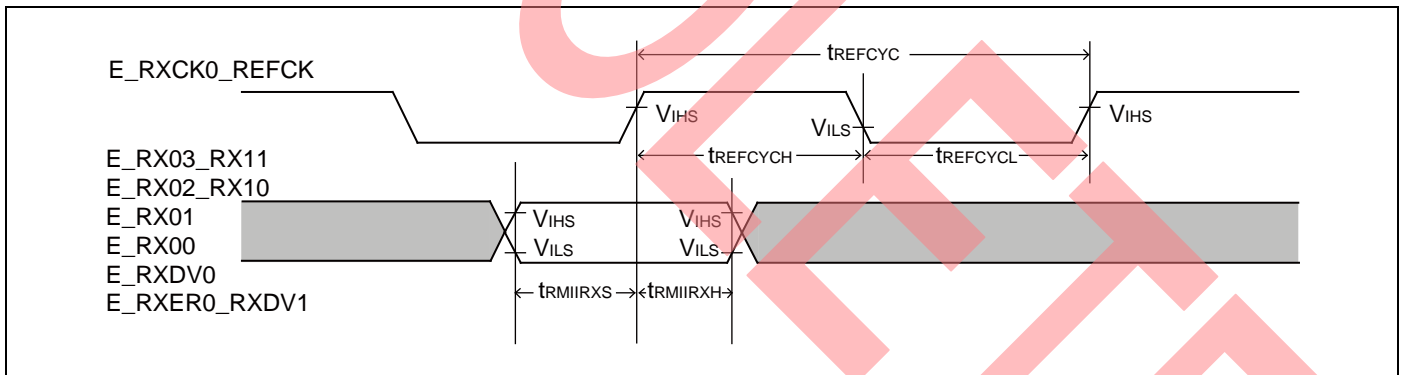 tREFCYC
E_RXCK0_REFCK
VIHS
VILS
VIHS
tREFCYCH
tREFCYCL
E_RX03_RX11
E_RX02_RX10
E_RX01
E_RX00
E_RXDV0
E_RXER0_RXDV1
VIHS
VILS
VIHS
VILS
tRMIIRXS
tRMIIRXH